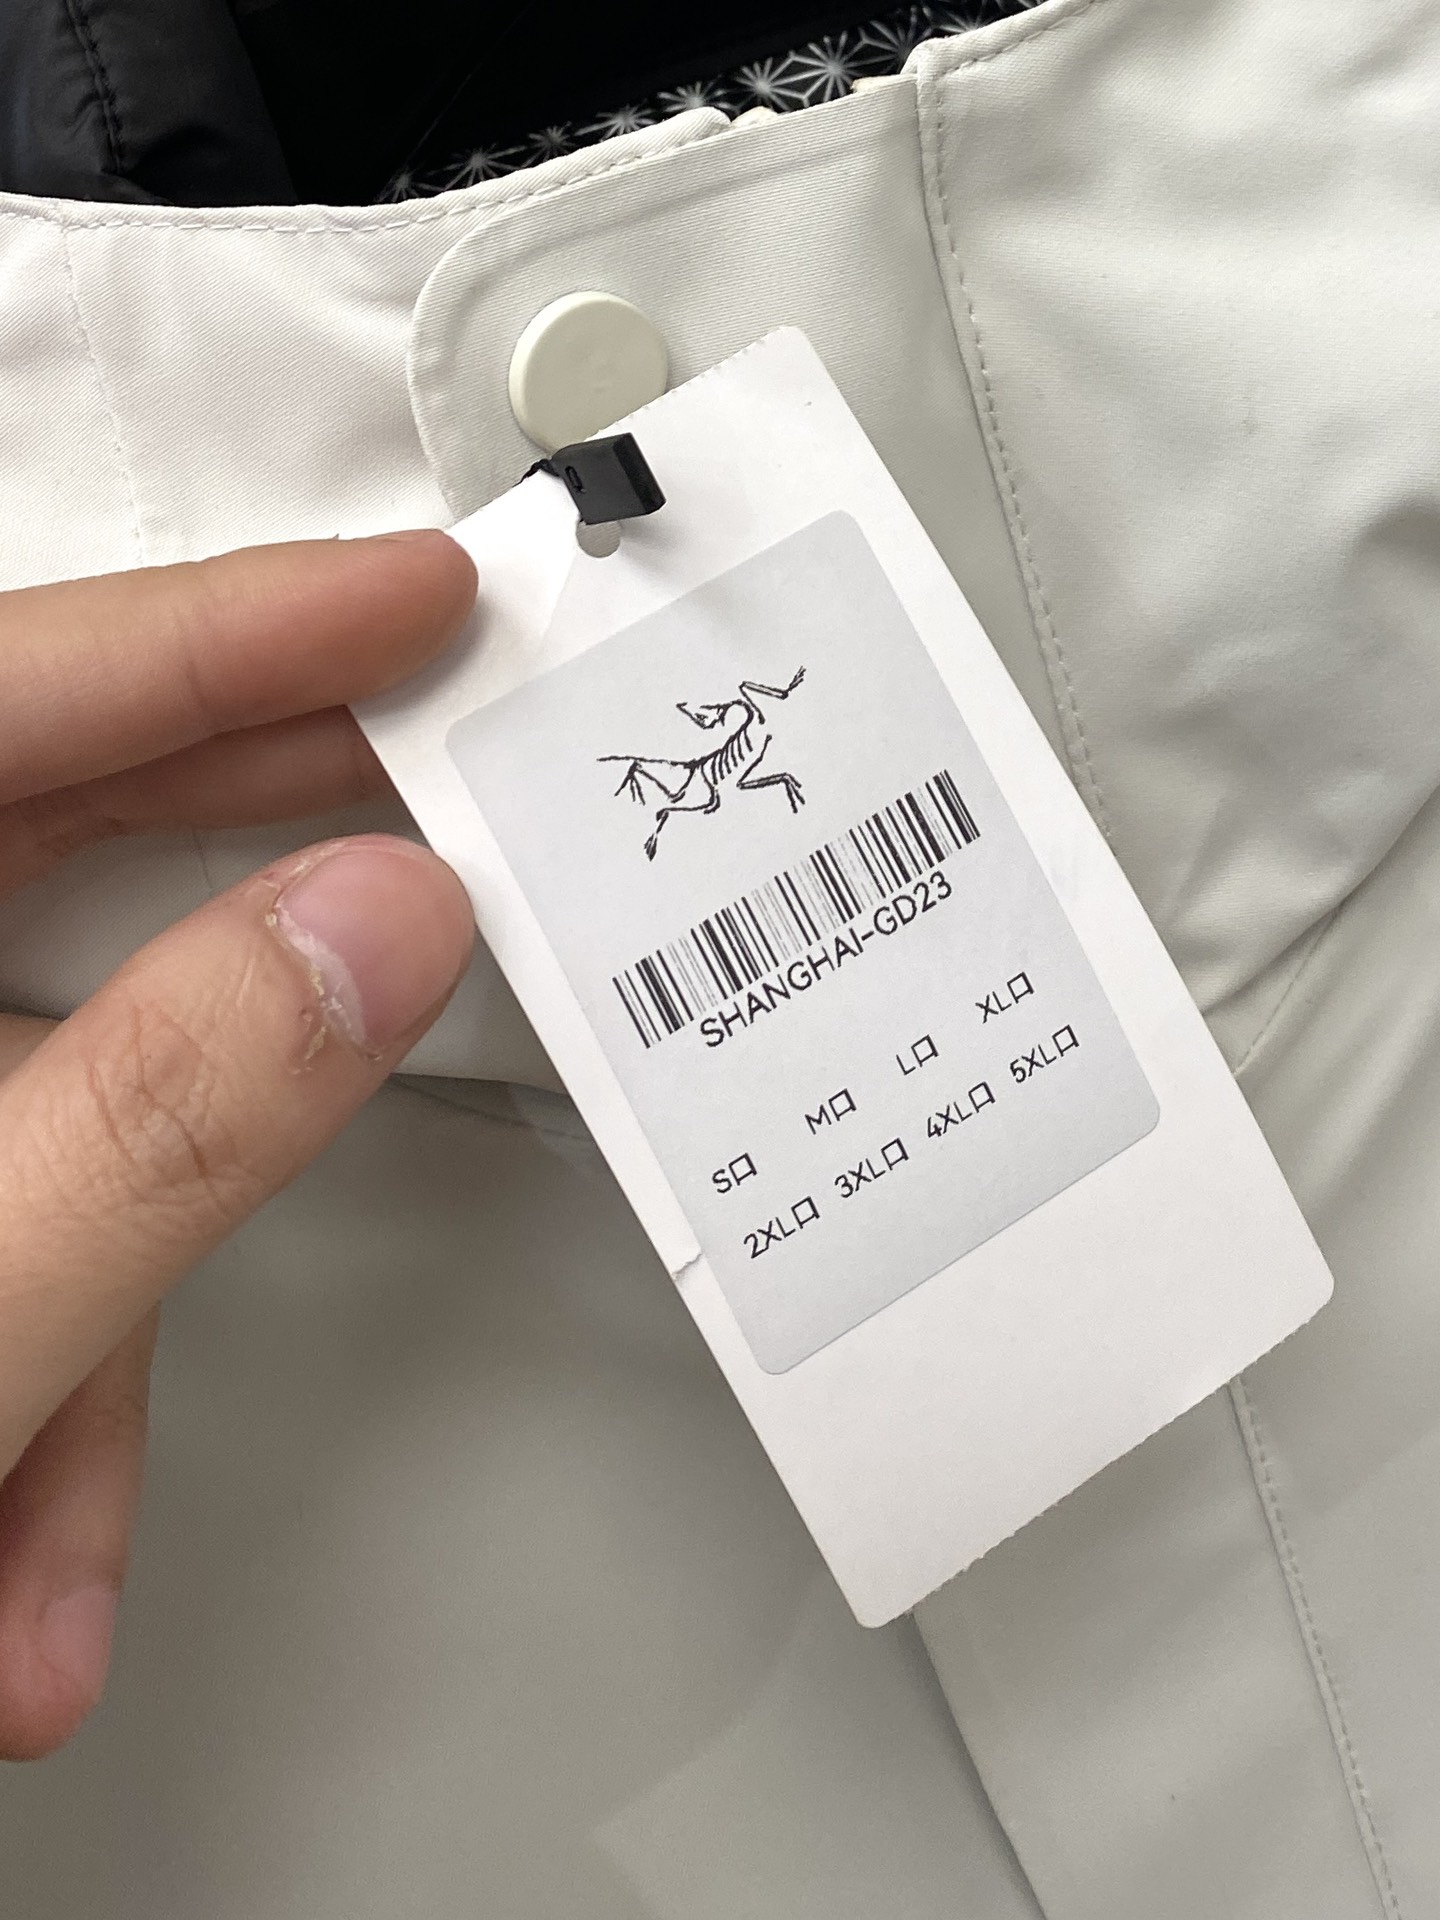 SHANGHAI-GD23
S☐ M☐ L☐ XL☐
2XL☐ 3XL☐ 4XL☐ 5XL☐